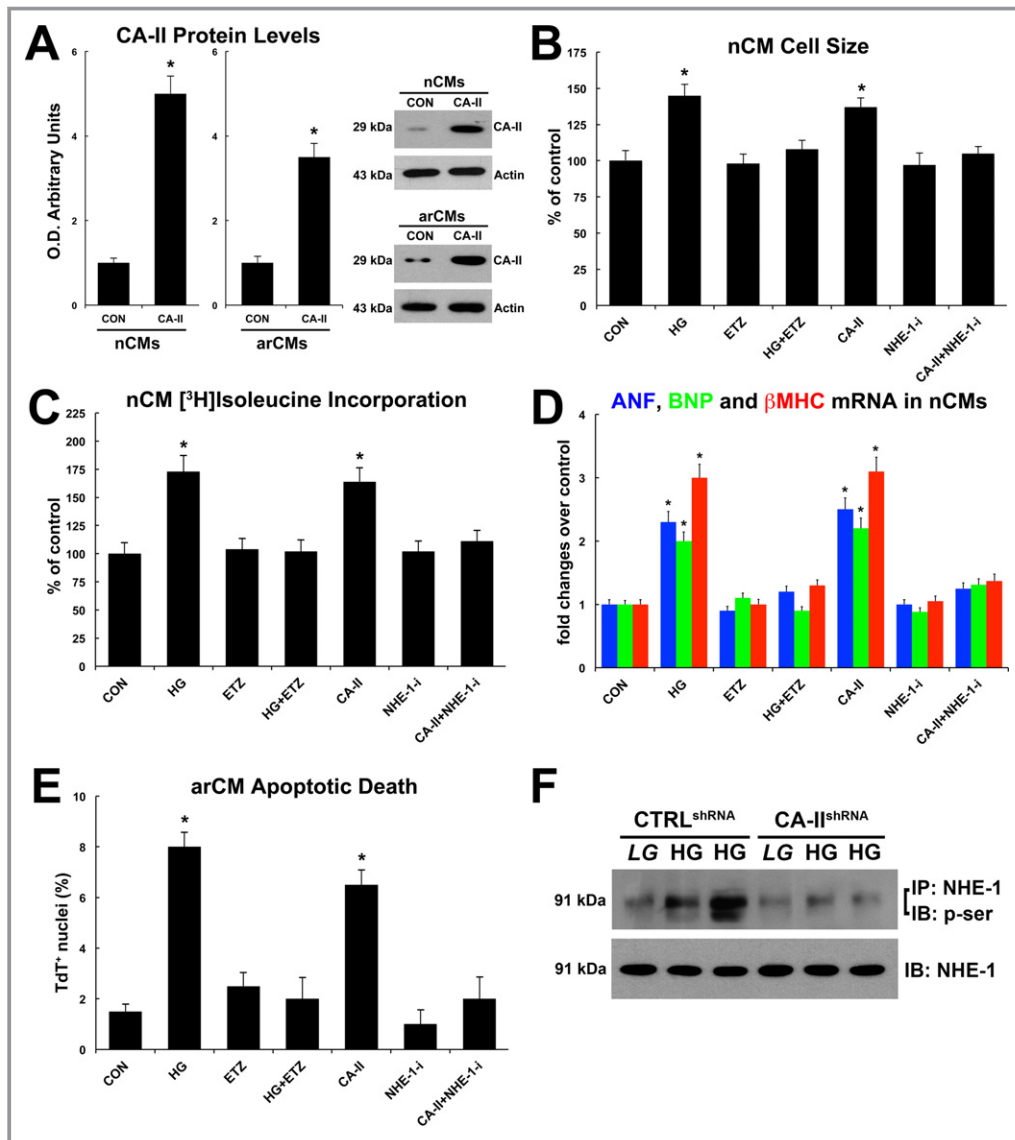 A
CA-II Protein Levels
O.D. Arbitrary Units
6
4
2
0
CON
CA-II
nCMs
6
4
2
0
CON
CA-II
arCMs
nCMs
CON CA-II
29 kDa CA-II
43 kDa Actin
arCMs
CON CA-II
29 kDa CA-II
43 kDa Actin
B
nCM Cell Size
% of control
175
150
125
100
75
50
25
0
* *
CON HG ETZ HG+ETZ CA-II NHE-1-i CA-II+NHE-1-i
C
nCM [³H]Isoleucine Incorporation
% of control
225
200
175
150
125
100
75
50
25
0
* *
CON HG ETZ HG+ETZ CA-II NHE-1-i CA-II+NHE-1-i
D
ANF, BNP and βMHC mRNA in nCMs
fold changes over control
4
3
2
1
0
* * * * * *
CON HG ETZ HG+ETZ CA-II NHE-1-i CA-II+NHE-1-i
E
arCM Apoptotic Death
TdT⁺ nuclei (%)
10
8
6
4
2
0
* *
CON HG ETZ HG+ETZ CA-II NHE-1-i CA-II+NHE-1-i
F
CTRLshRNA CA-IIshRNA
LG HG HG LG HG HG
91 kDa IP: NHE-1
IB: p-ser
91 kDa IB: NHE-1